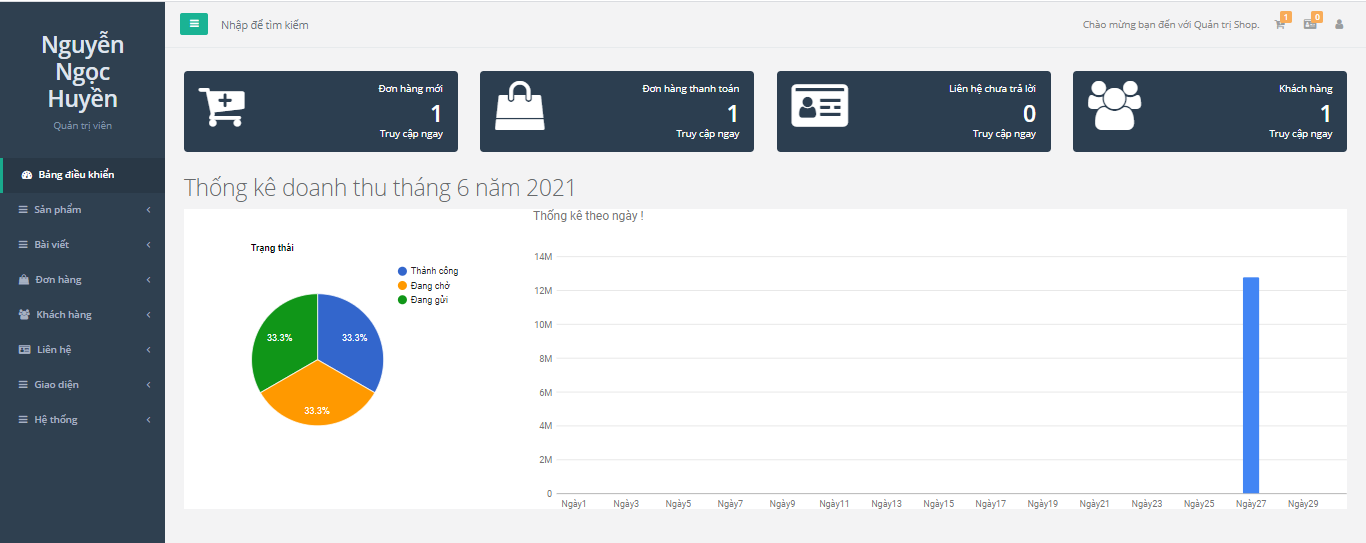 Nguyễn
Ngọc
Huyền
Quản trị viên
Bảng điều khiển
Sản phẩm
Bài viết
Đơn hàng
Khách hàng
Liên hệ
Giao diện
Hệ thống
Nhập để tìm kiếm
Chào mừng bạn đến với Quản trị Shop.
1
0
Đơn hàng mới
1
Truy cập ngay
Đơn hàng thanh toán
1
Truy cập ngay
Liên hệ chưa trả lời
0
Truy cập ngay
Khách hàng
1
Truy cập ngay
Thống kê doanh thu tháng 6 năm 2021
Trạng thái
Thành công
Đang chờ
Đang gửi
33.3%
33.3%
33.3%
Thống kê theo ngày !
14M
12M
10M
8M
6M
4M
2M
0
Ngày1 Ngày3 Ngày5 Ngày7 Ngày9 Ngày11 Ngày13 Ngày15 Ngày17 Ngày19 Ngày21 Ngày23 Ngày25 Ngày27 Ngày29